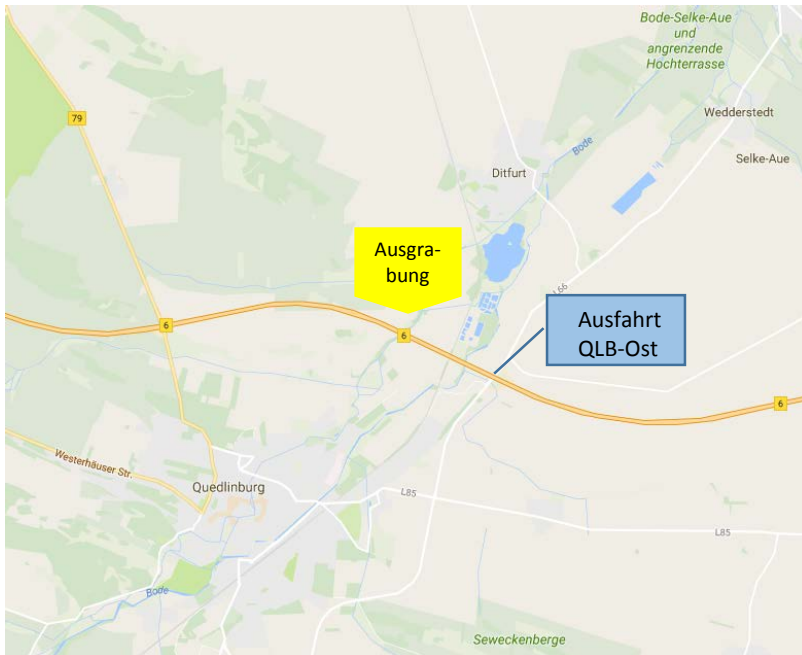 Bode-Selke-Aue
und
angrenzende
Hochterrasse
Wedderstedt
79
Bode
Selke-Aue
Ditfurt
Ausgra-
bung
L66
Ausfahrt
QLB-Ost
6
6
6
Westerhäuser Str.
Quedlinburg
L85
L85
Bode
Seweckenberge